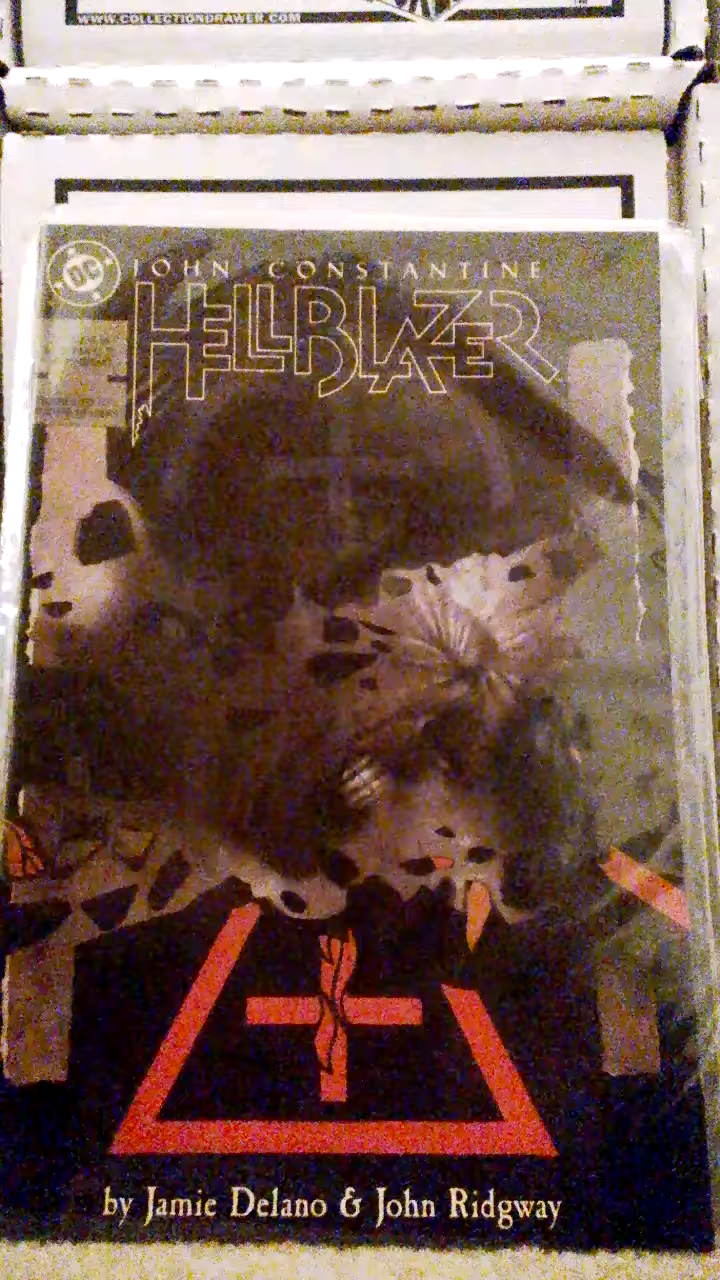 WWW.COLLECTIONDRAWER.COM
DC
JOHN CONSTANTINE
HELLBLAZER
by Jamie Delano & John Ridgway